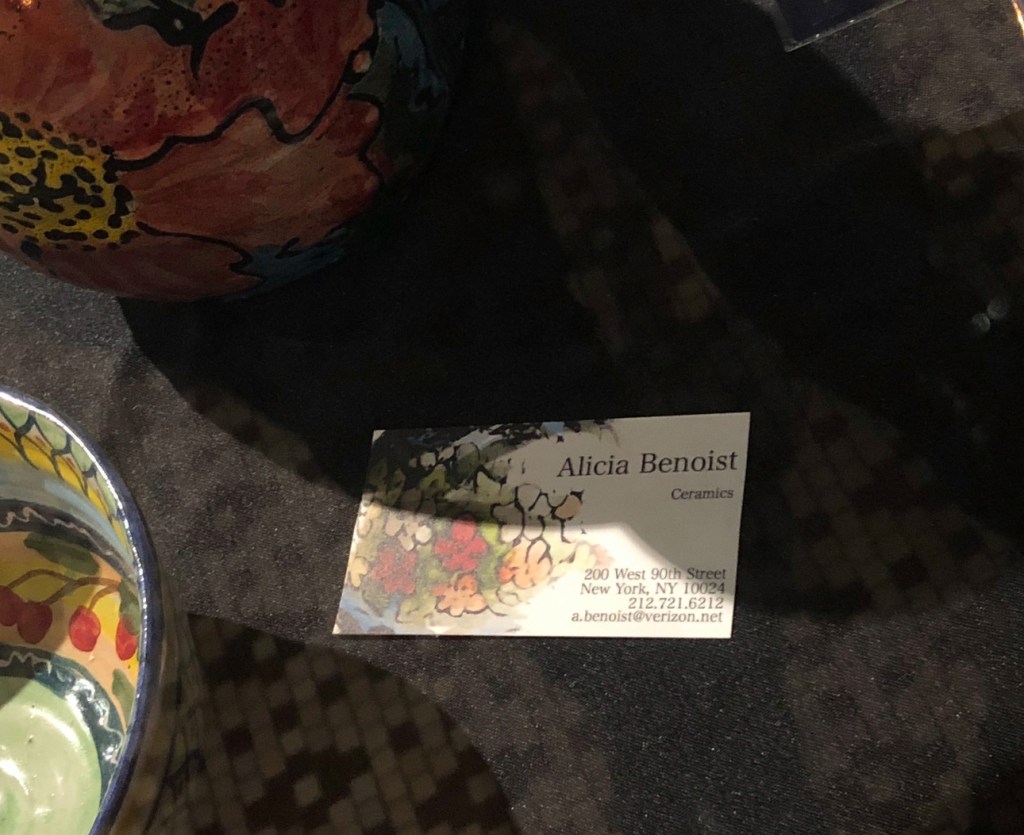 Alicia Benoist
Ceramics
200 West 90th Street
New York, NY 10024
212.721.6212
a.benoist@verizon.net